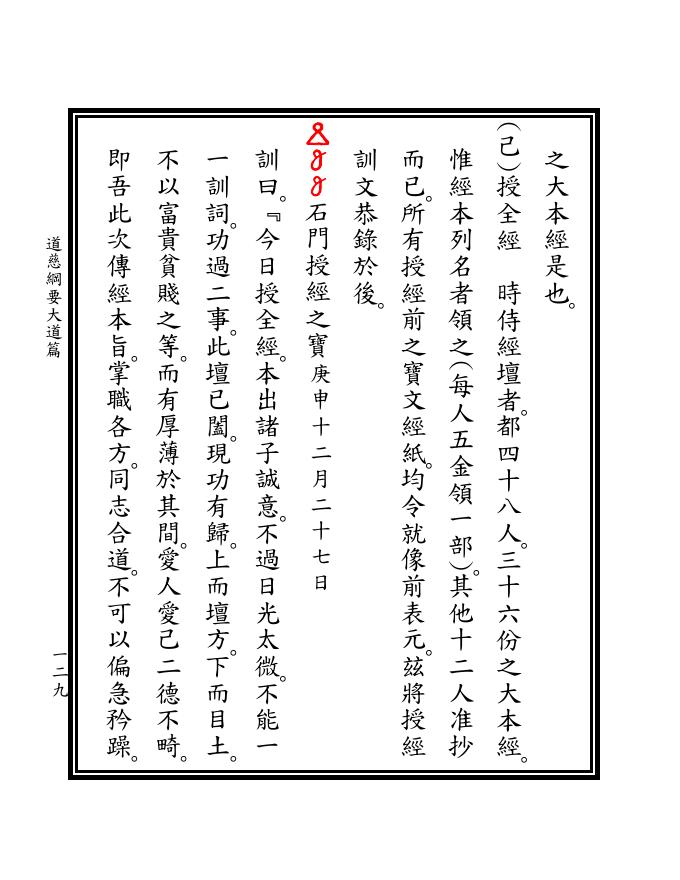 之大本經是也。
(己)授全經　時侍經壇者。都四十八人。三十六份之大本經。
惟經本列名者領之(每人五金領一部)。其他十二人准抄
而已。所有授經前之寶文經紙。均令就像前表元。茲將授經
訓文恭錄於後。
石門授經之寶庚申十二月二十七日
訓曰。『今日授全經。本出諸子誠意。不過日光太微。不能一
一訓詞。功過二事。此壇已闔。現功有歸。上而壇方。下而目土。
不以富貴貧賤之等。而有厚薄於其間。愛人愛己二德不畸。
即吾此次傳經本旨。掌職各方。同志合道。不可以偏急矜躁。
道慈綱要大道篇
一二九